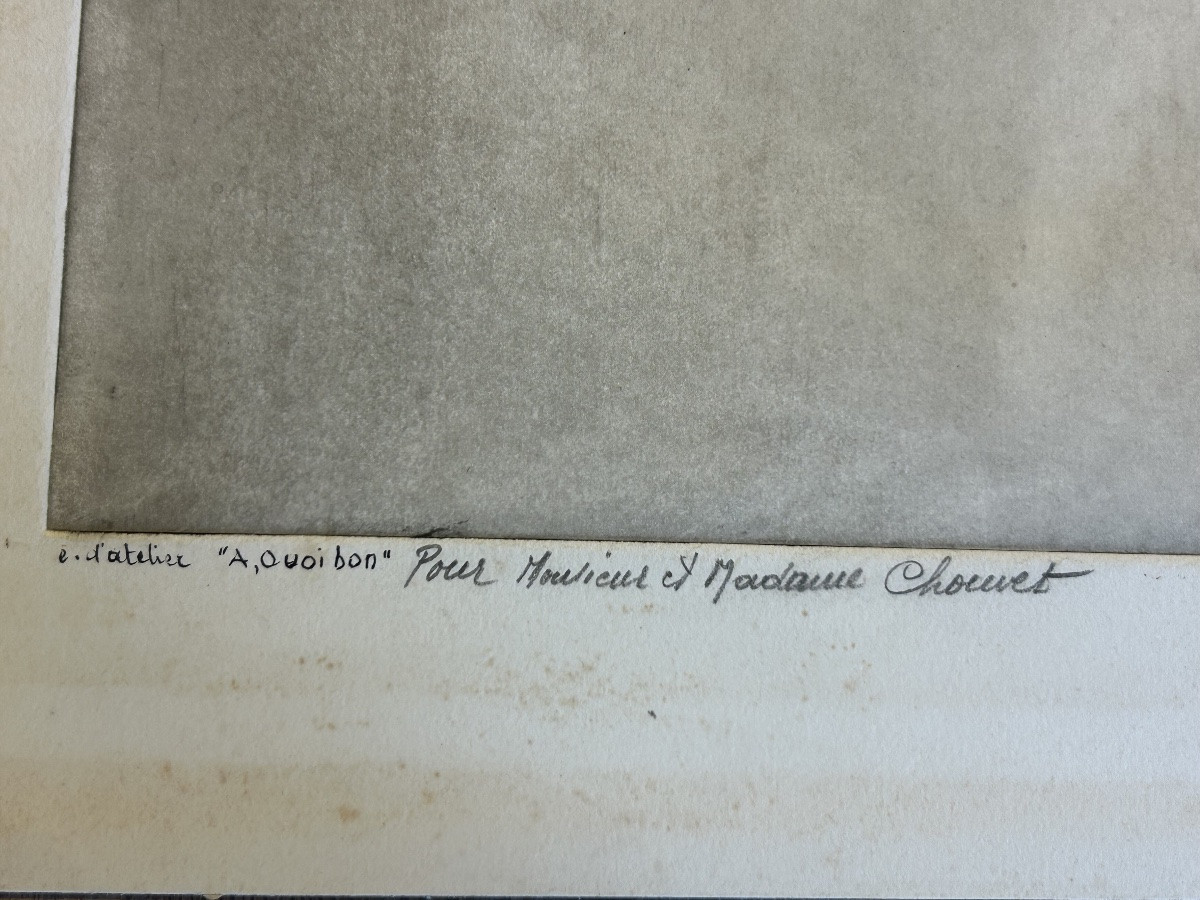 e. d'atelier "A, Quoi bon" Pour Monsieur et Madame Chouvet